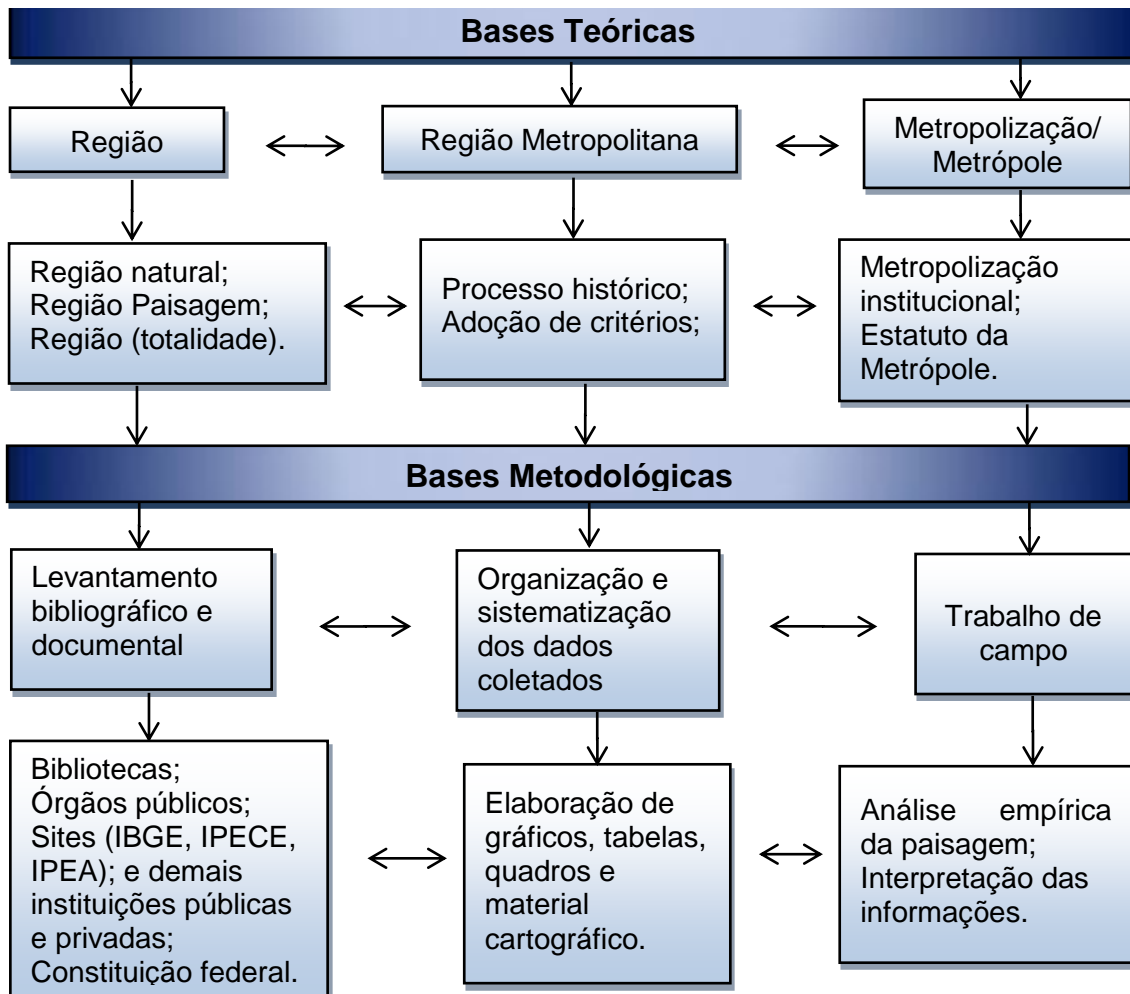 Bases Teóricas
Região
Região Metropolitana
Metropolização/
Metrópole
Região natural;
Região Paisagem;
Região (totalidade).
Processo histórico;
Adoção de critérios;
Metropolização
institucional;
Estatuto da
Metrópole.
Bases Metodológicas
Levantamento
bibliográfico e
documental
Organização e
sistematização
dos dados
coletados
Trabalho de
campo
Bibliotecas;
Órgãos públicos;
Sites (IBGE, IPECE,
IPEA); e demais
instituições públicas
e privadas;
Constituição federal.
Elaboração de
gráficos, tabelas,
quadros e
material
cartográfico.
Análise empírica
da paisagem;
Interpretação das
informações.